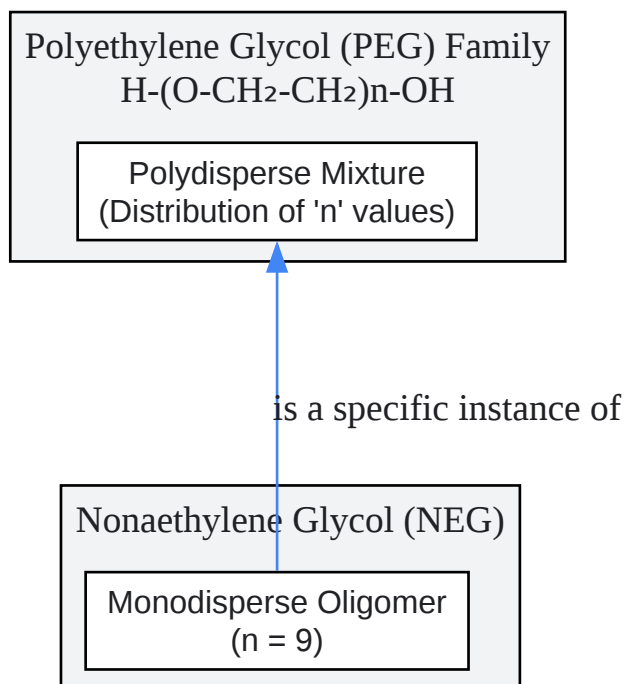 Polyethylene Glycol (PEG) Family
H-(O-CH₂-CH₂)n-OH
Polydisperse Mixture
(Distribution of 'n' values)
is a specific instance of
Nonaethylene Glycol (NEG)
Monodisperse Oligomer
(n = 9)